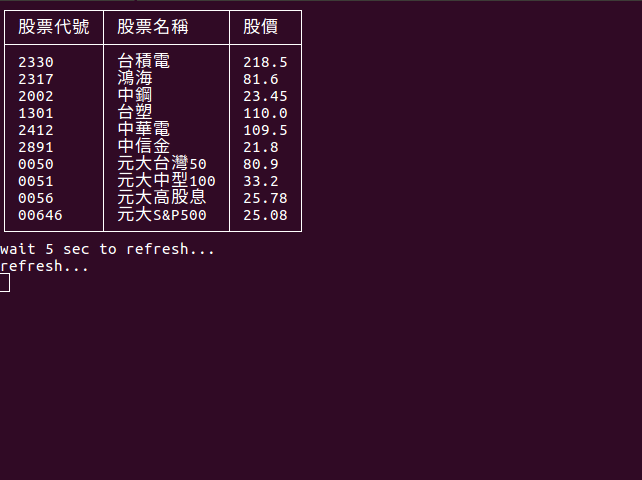 股票代號 股票名稱 股價
2330 台積電 218.5
2317 鴻海 81.6
2002 中鋼 23.45
1301 台塑 110.0
2412 中華電 109.5
2891 中信金 21.8
0050 元大台灣50 80.9
0051 元大中型100 33.2
0056 元大高股息 25.78
00646 元大S&P500 25.08
wait 5 sec to refresh...
refresh...